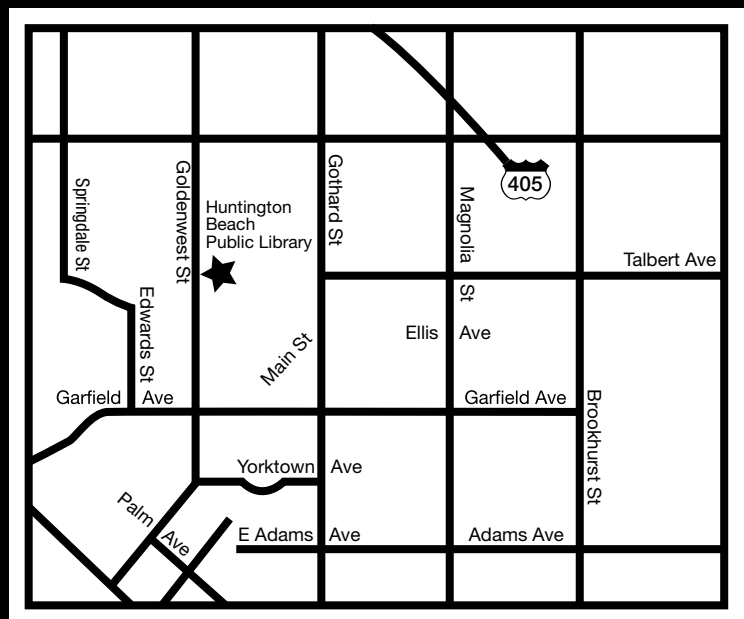 405
Springdale St
Goldenwest St
Gothard St
Magnolia St
Huntington
Beach
Public Library
Talbert Ave
Edwards St
Main St
Ellis Ave
Garfield Ave
Garfield Ave
Brookhurst St
Yorktown Ave
Palm Ave
E Adams Ave
Adams Ave